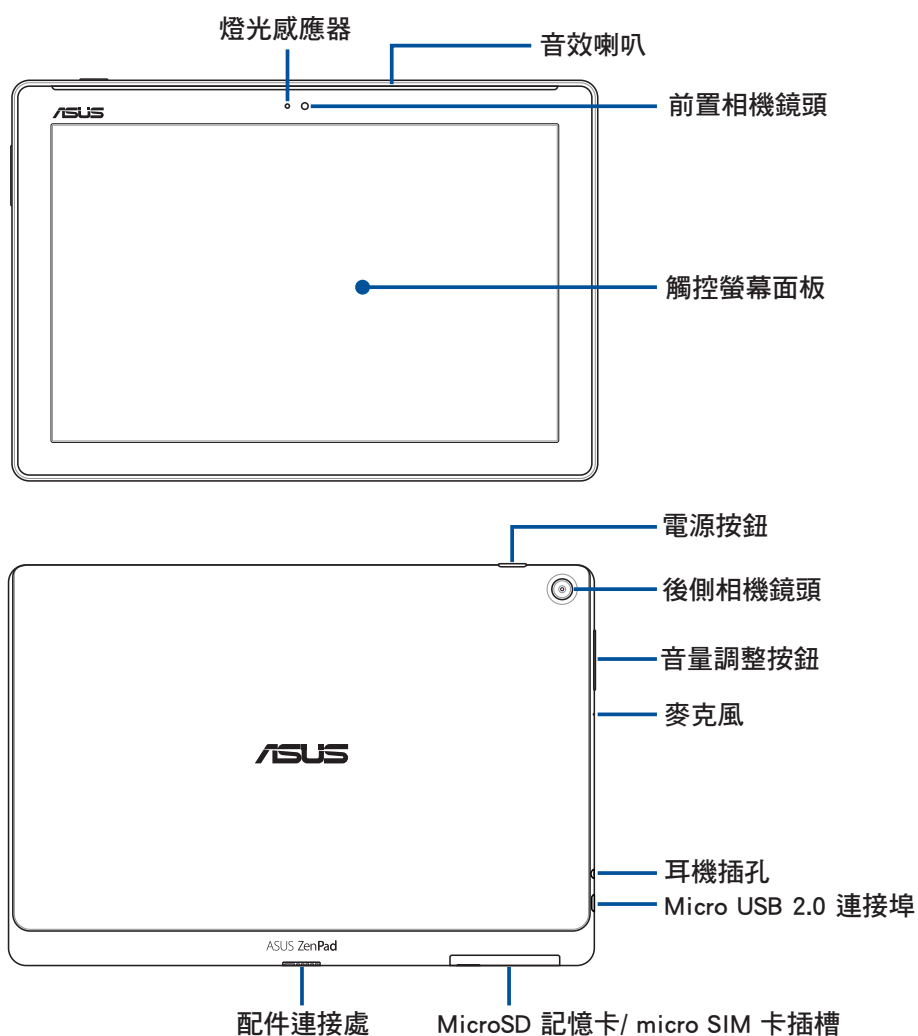 燈光感應器
音效喇叭
前置相機鏡頭
ASUS
觸控螢幕面板
電源按鈕
後側相機鏡頭
音量調整按鈕
麥克風
ASUS
耳機插孔
Micro USB 2.0 連接埠
ASUS ZenPad
配件連接處
MicroSD 記憶卡/ micro SIM 卡插槽